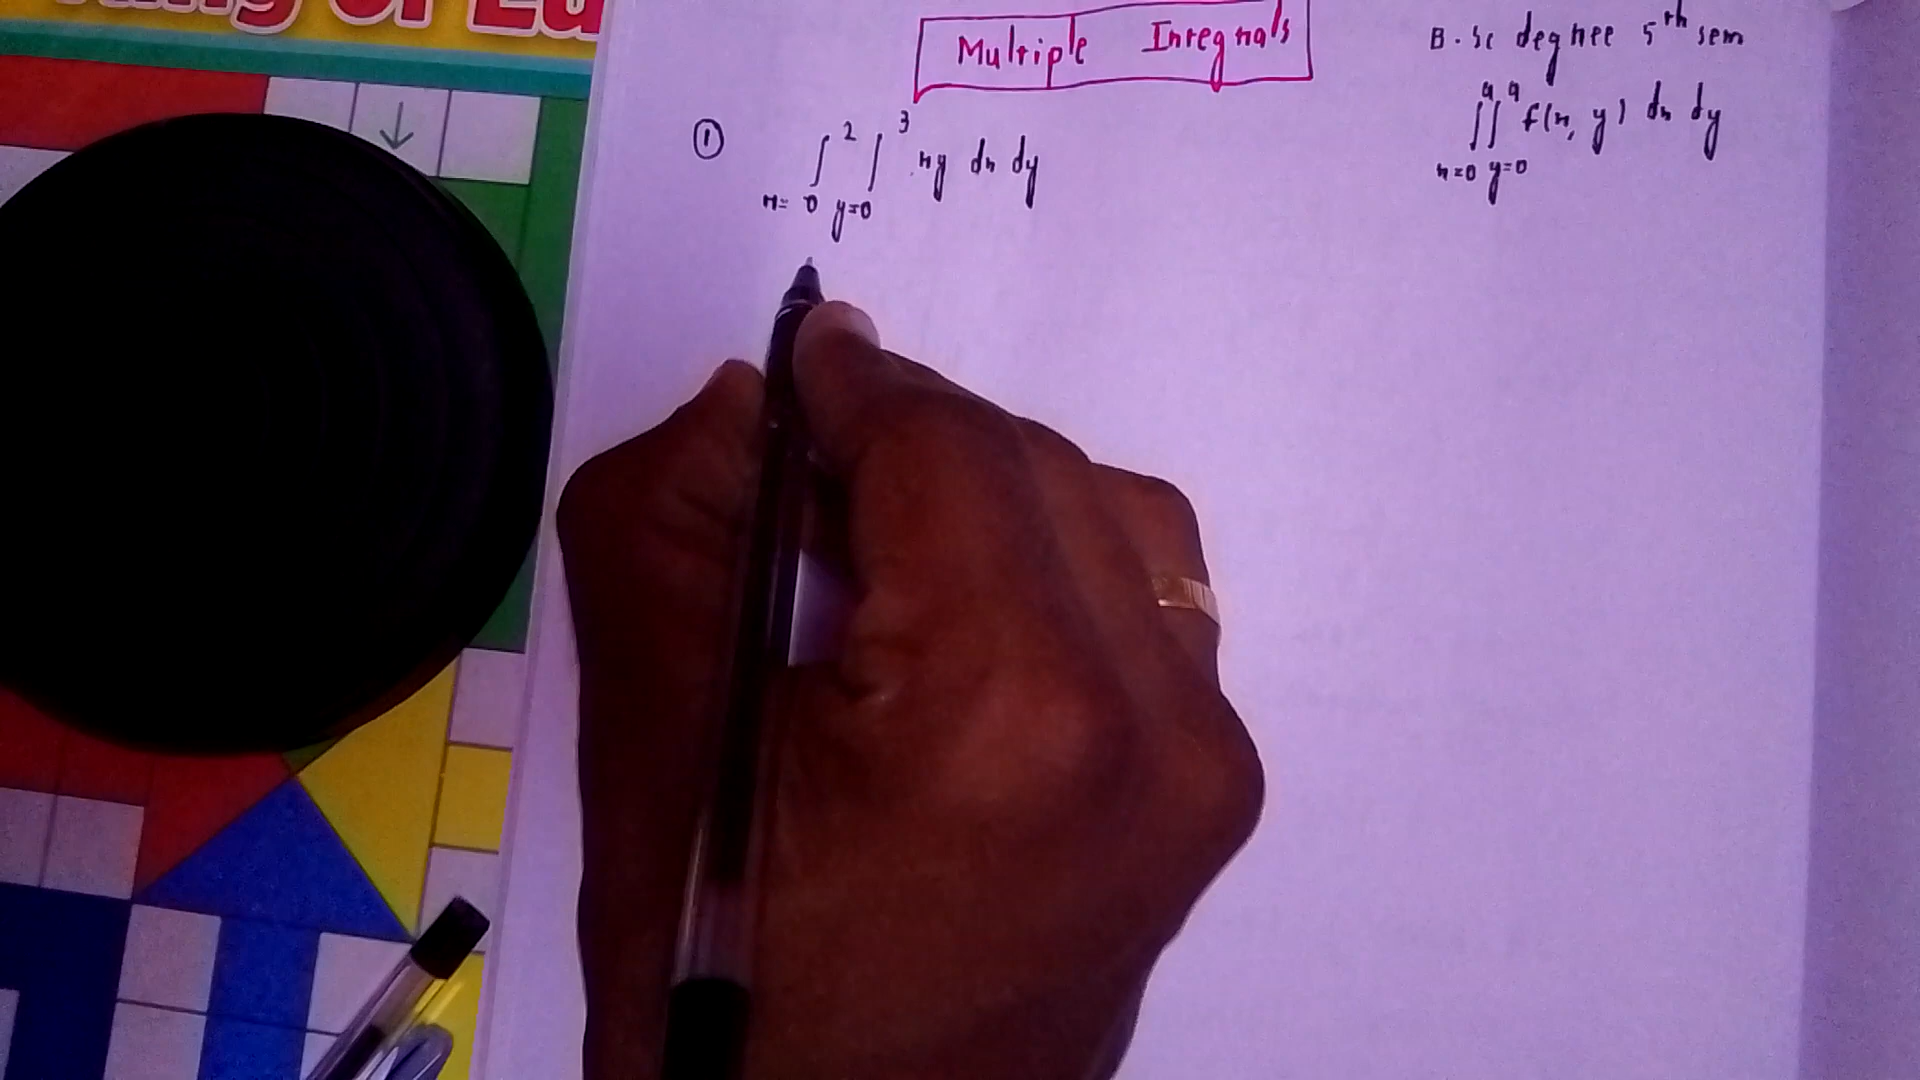 Multiple Integrals
B.Sc degree 5th sem
∫∫ f(x, y) dx dy
x=0 y=0
a a
① ∫ ∫ xy dx dy
2 3
x= 0 y=0